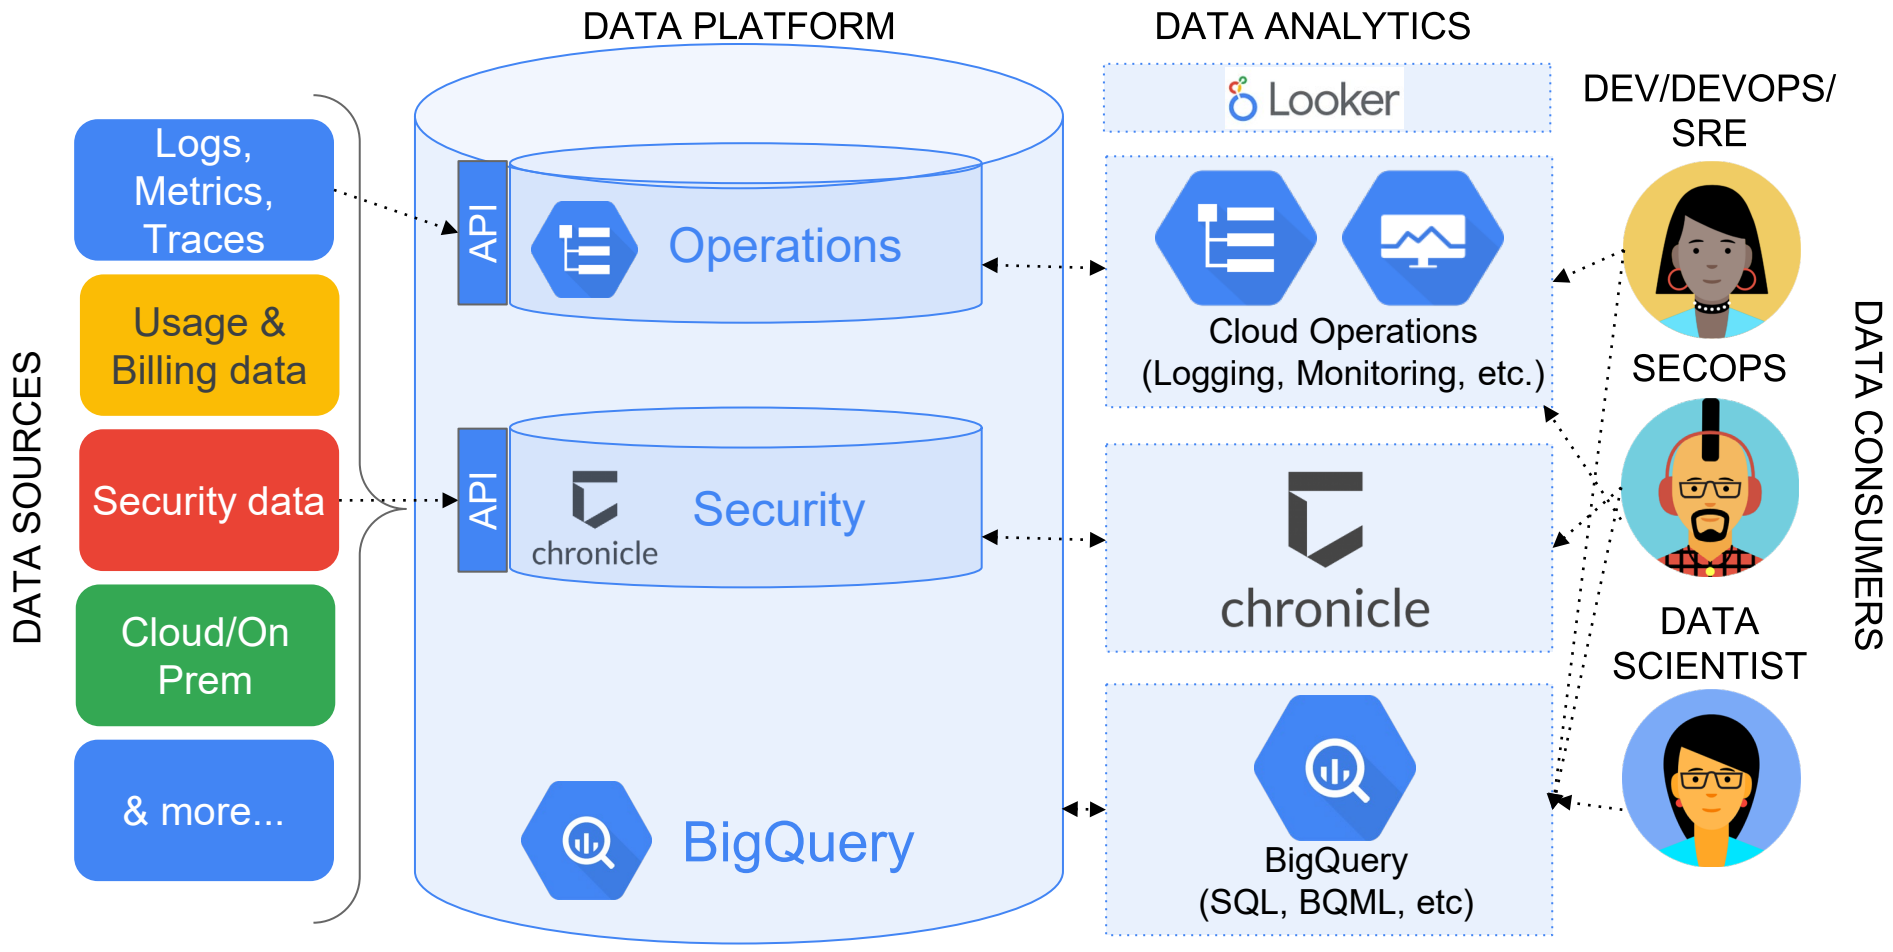 DATA PLATFORM
DATA ANALYTICS
DATA SOURCES
Logs,
Metrics,
Traces
Usage &
Billing data
Security data
Cloud/On
Prem
& more...
API
Operations
API
chronicle
Security
BigQuery
Looker
Cloud Operations
(Logging, Monitoring, etc.)
chronicle
BigQuery
(SQL, BQML, etc)
DEV/DEVOPS/
SRE
SECOPS
DATA
SCIENTIST
DATA CONSUMERS